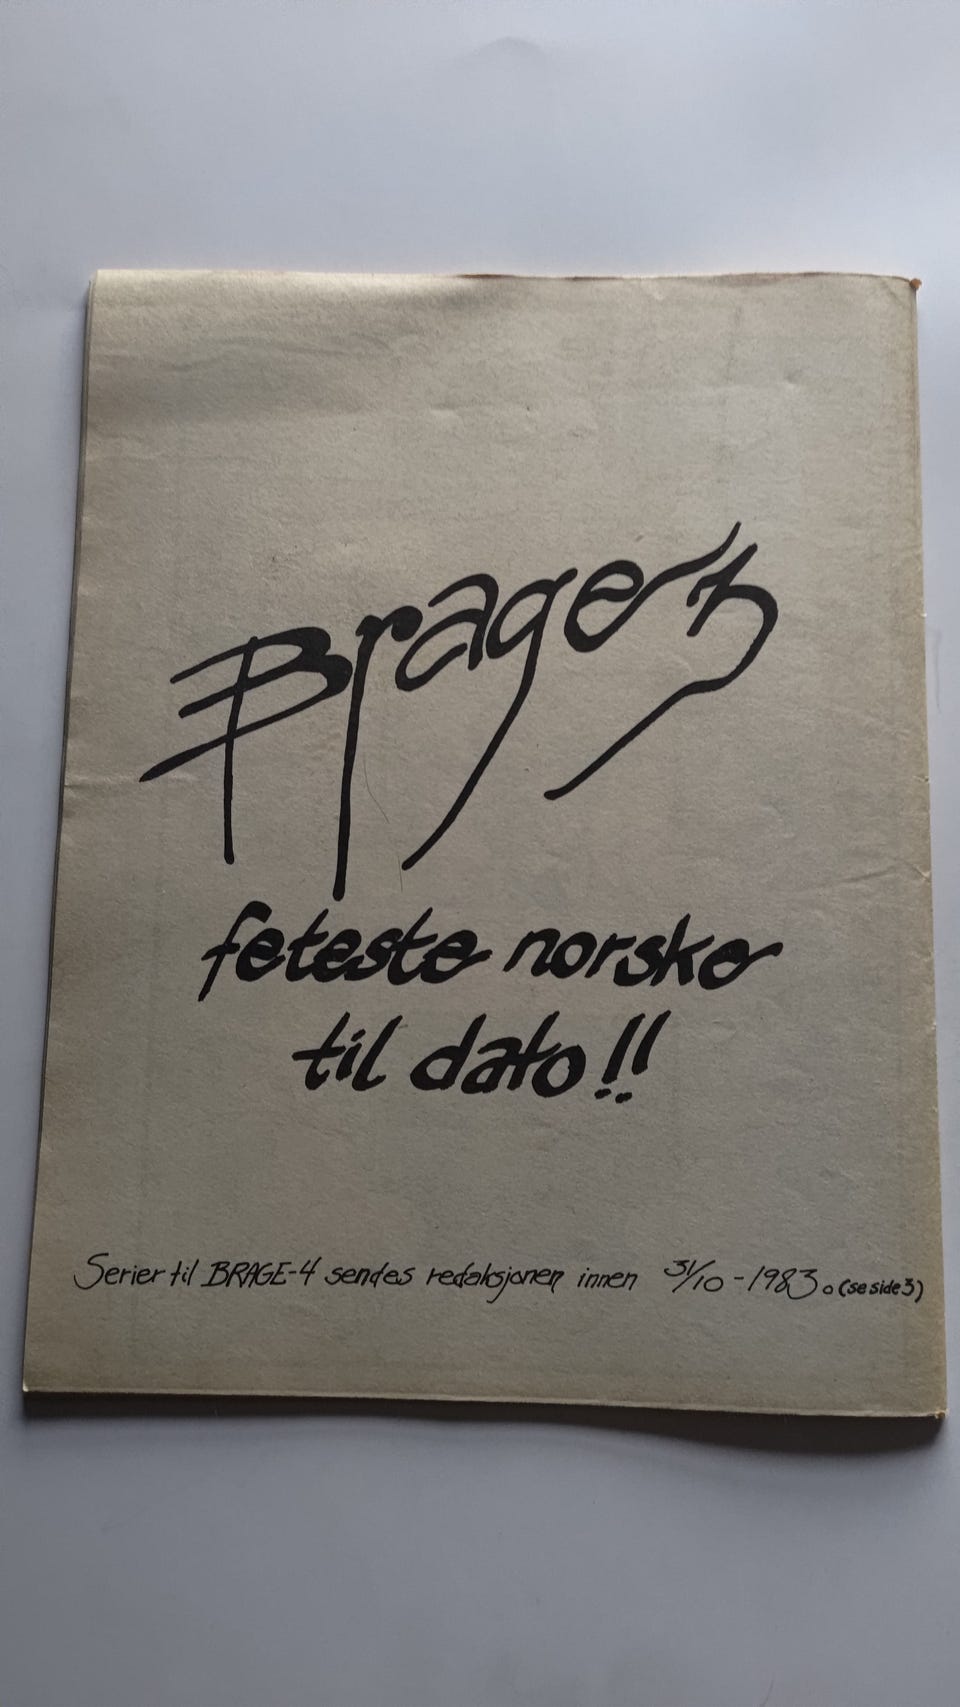 Brage 3
feteste norske
til dato!!
Serier til BRAGE-4 sendes redaksjonen innen 31/10-1983. (se side 3)